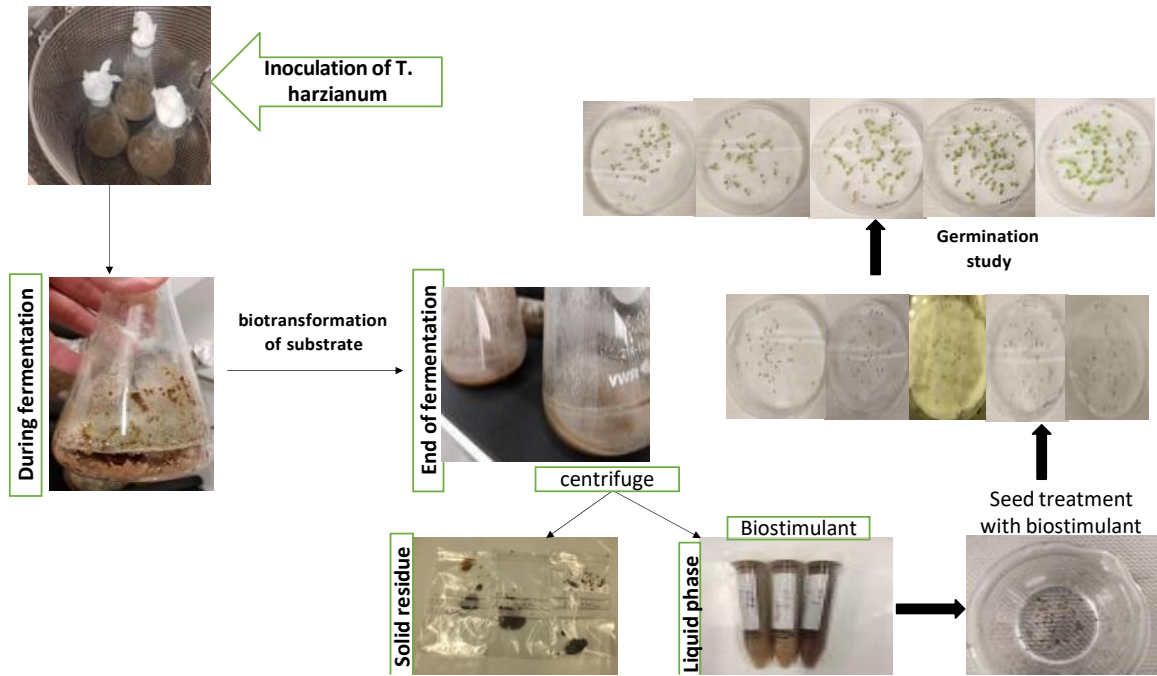 Inoculation of T.
harzianum
During fermentation
biotransformation
of substrate
End of fermentation
VWR
centrifuge
Solid residue
Biostimulant
Liquid phase
Seed treatment
with biostimulant
Germination
study